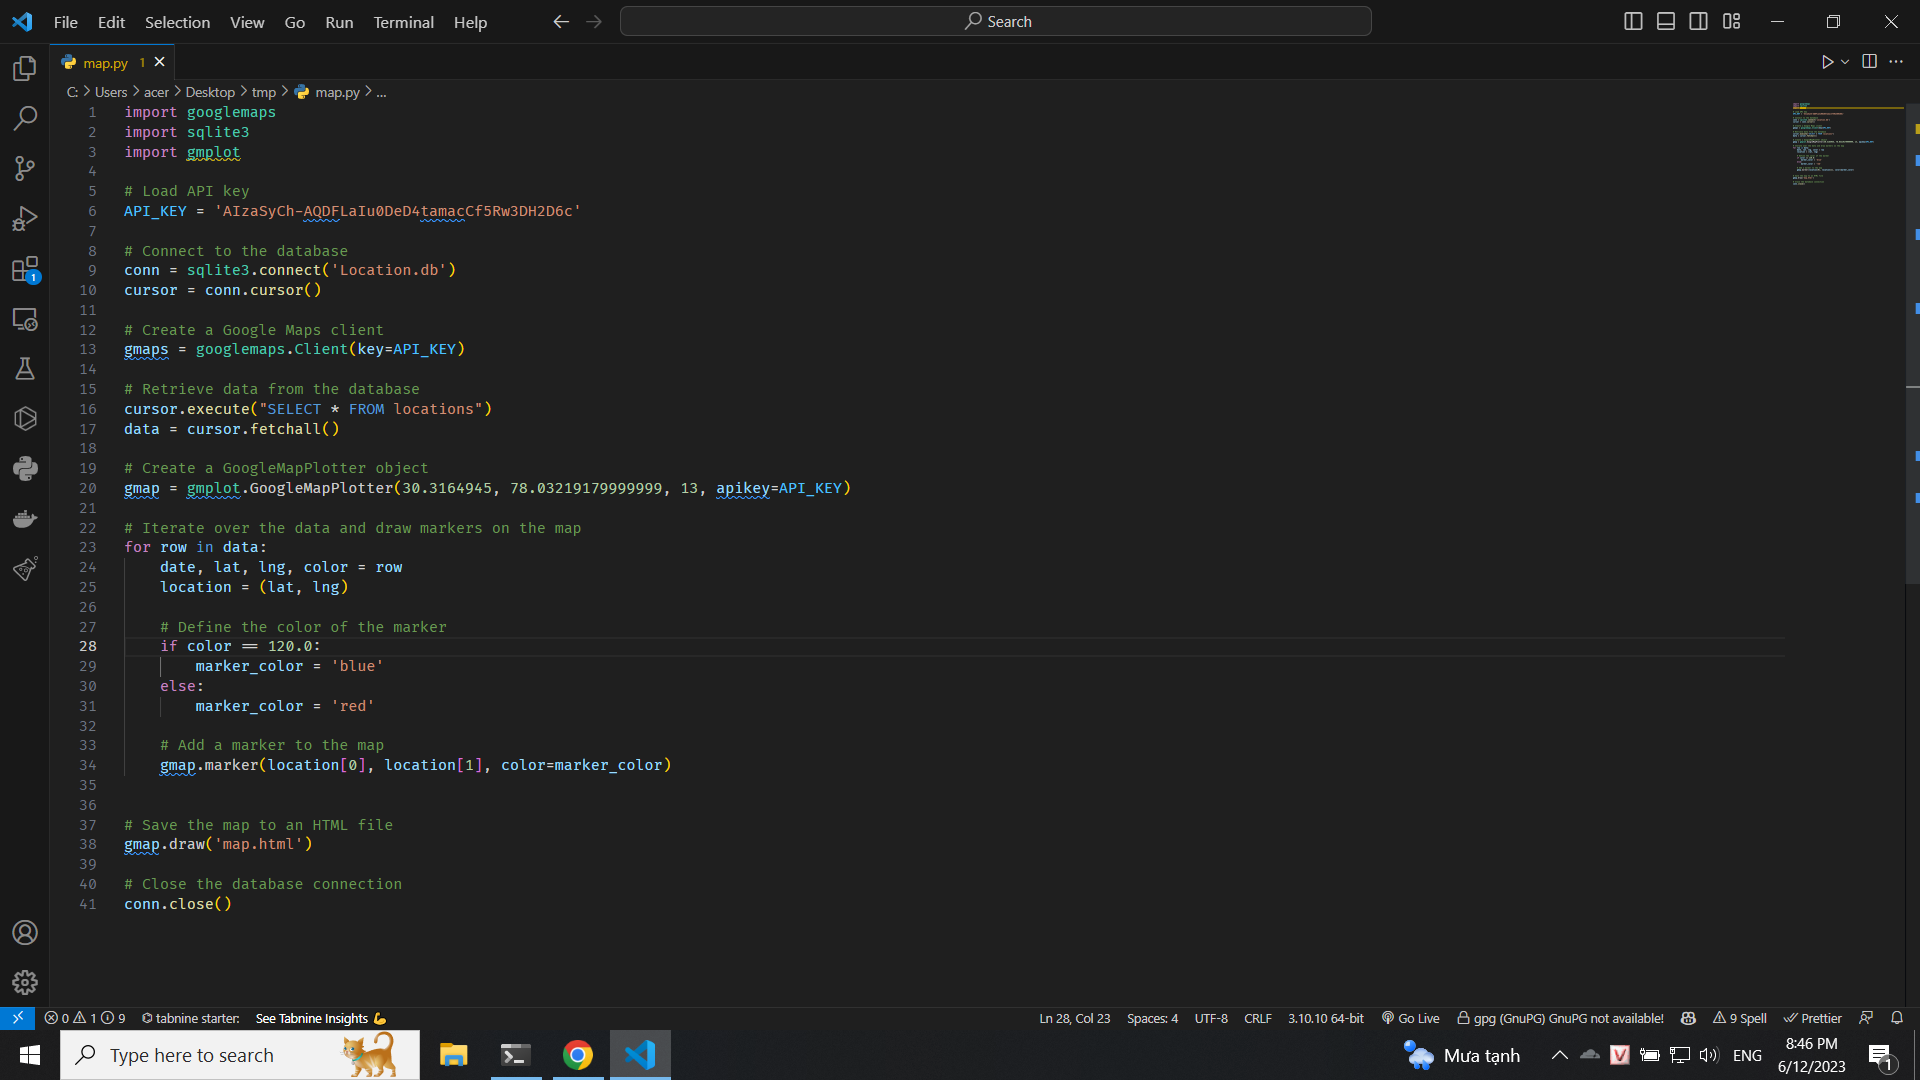 File Edit Selection View Go Run Terminal Help Search
map.py 1
C: > Users > acer > Desktop > tmp > map.py > ...
1 import googlemaps
2 import sqlite3
3 import gmplot
4
5 # Load API key
6 API_KEY = 'AIzaSyCh-AQDFLaIu0DeD4tamacCf5Rw3DH2D6c'
7
8 # Connect to the database
9 conn = sqlite3.connect('Location.db')
10 cursor = conn.cursor()
11
12 # Create a Google Maps client
13 gmaps = googlemaps.Client(key=API_KEY)
14
15 # Retrieve data from the database
16 cursor.execute("SELECT * FROM locations")
17 data = cursor.fetchall()
18
19 # Create a GoogleMapPlotter object
20 gmap = gmplot.GoogleMapPlotter(30.3164945, 78.03219179999999, 13, apikey=API_KEY)
21
22 # Iterate over the data and draw markers on the map
23 for row in data:
24     date, lat, lng, color = row
25     location = (lat, lng)
26
27     # Define the color of the marker
28     if color == 120.0:
29         marker_color = 'blue'
30     else:
31         marker_color = 'red'
32
33     # Add a marker to the map
34     gmap.marker(location[0], location[1], color=marker_color)
35
36
37 # Save the map to an HTML file
38 gmap.draw('map.html')
39
40 # Close the database connection
41 conn.close()
1
0 1 9 tabnine starter: See Tabnine Insights Ln 28, Col 23 Spaces: 4 UTF-8 CRLF 3.10.10 64-bit Go Live gpg (GnuPG) GnuPG not available! 9 Spell Prettier
Type here to search Mưa tạnh V ENG 8:46 PM
6/12/2023 1